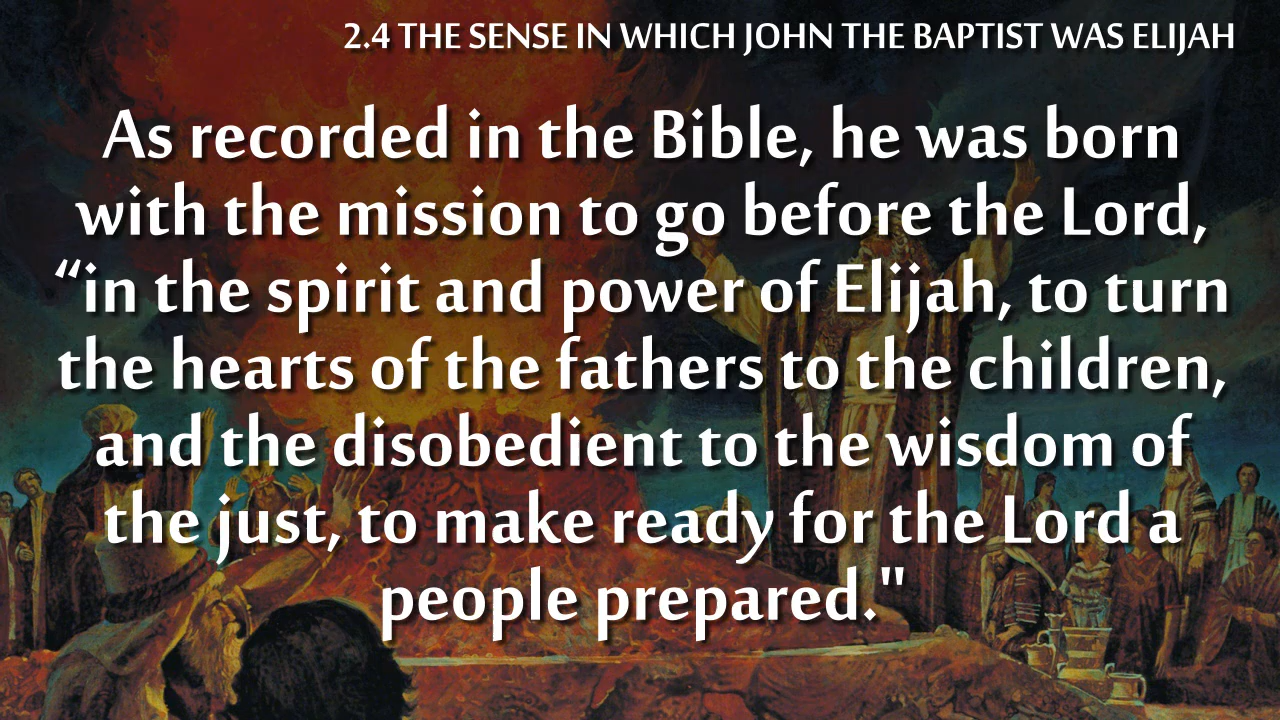 2.4 THE SENSE IN WHICH JOHN THE BAPTIST WAS ELIJAH
As recorded in the Bible, he was born
with the mission to go before the Lord,
“in the spirit and power of Elijah, to turn
the hearts of the fathers to the children,
and the disobedient to the wisdom of
the just, to make ready for the Lord a
people prepared."